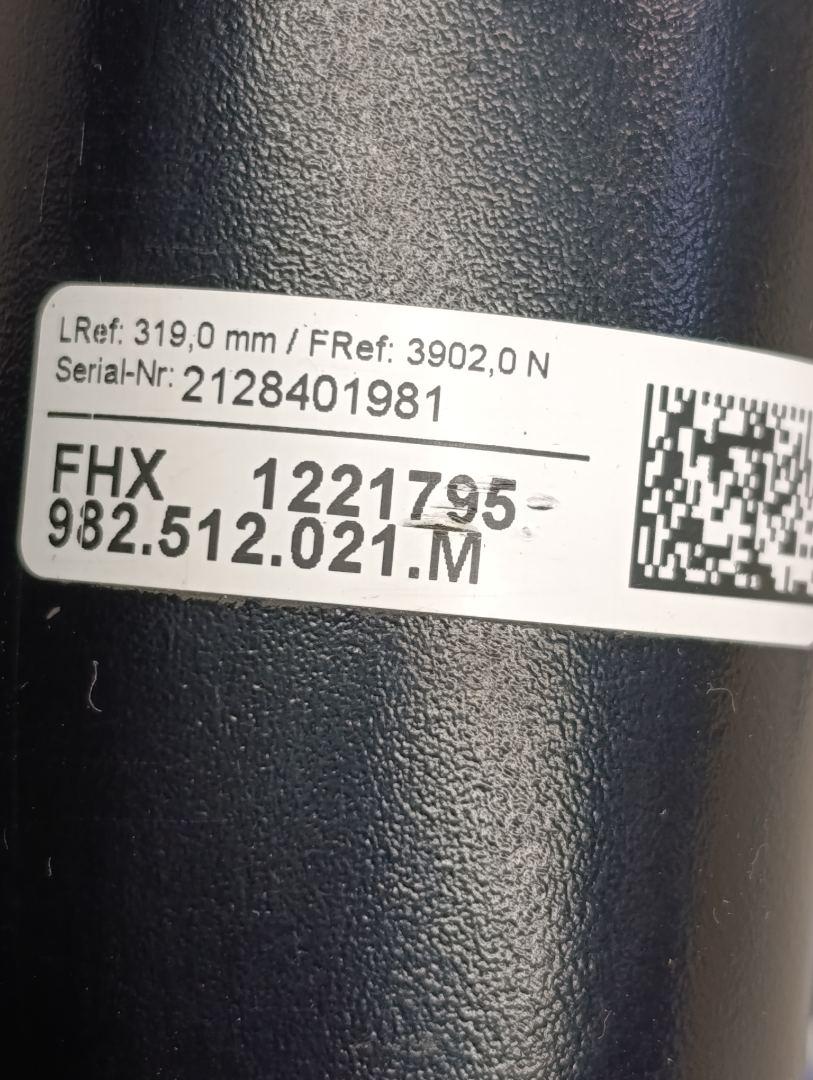 LRef: 319,0 mm / FRef: 3902,0 N
Serial-Nr: 2128401981
FHX 1221795
982.512.021.M